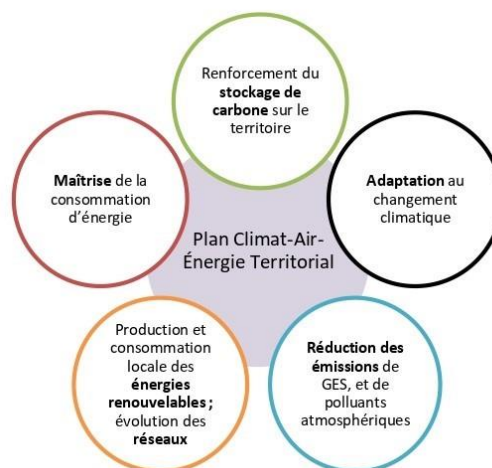 Renforcement du
stockage de
carbone sur le
territoire
Maîtrise de la
consommation
d'énergie
Adaptation au
changement
climatique
Plan Climat-Air-
Énergie Territorial
Production et
consommation
locale des
énergies
renouvelables ;
évolution des
réseaux
Réduction des
émissions de
GES, et de
polluants
atmosphériques